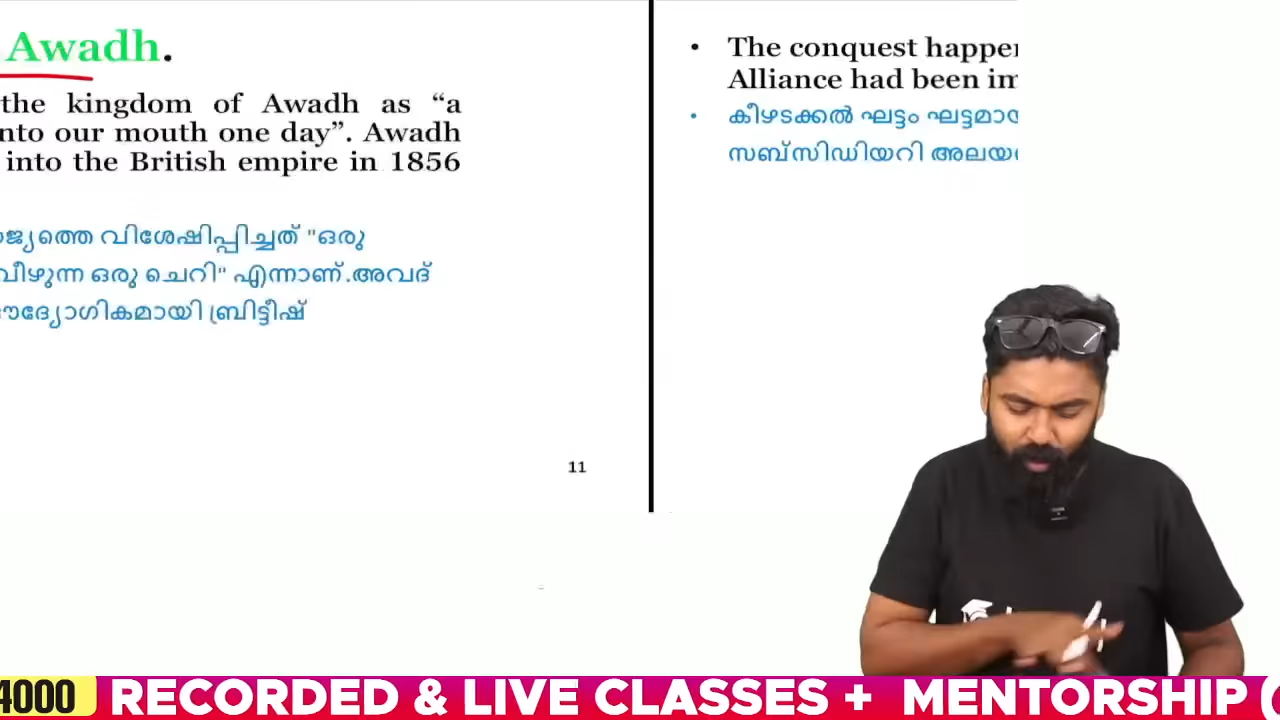 Awadh.
the kingdom of Awadh as “a
nto our mouth one day”. Awadh
into the British empire in 1856
ജ്യത്തെ വിശേഷിപ്പിച്ചത് "ഒരു
വീഴുന്ന ഒരു ചെറി" എന്നാണ്.അവദ്
ഔദ്യോഗികമായി ബ്രിട്ടീഷ്
11
• The conquest happen
Alliance had been im
• കീഴടക്കൽ ഘട്ടം ഘട്ടമായ
സബ്സിഡിയറി അലയ
4000 RECORDED & LIVE CLASSES + MENTORSHIP (